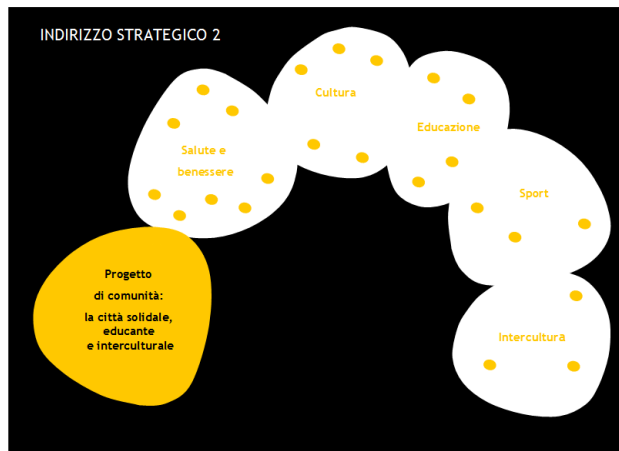 INDIRIZZO STRATEGICO 2
Cultura
Educazione
Salute e
benessere
Sport
Progetto
di comunità:
la città solidale,
educante
e interculturale
Intercultura